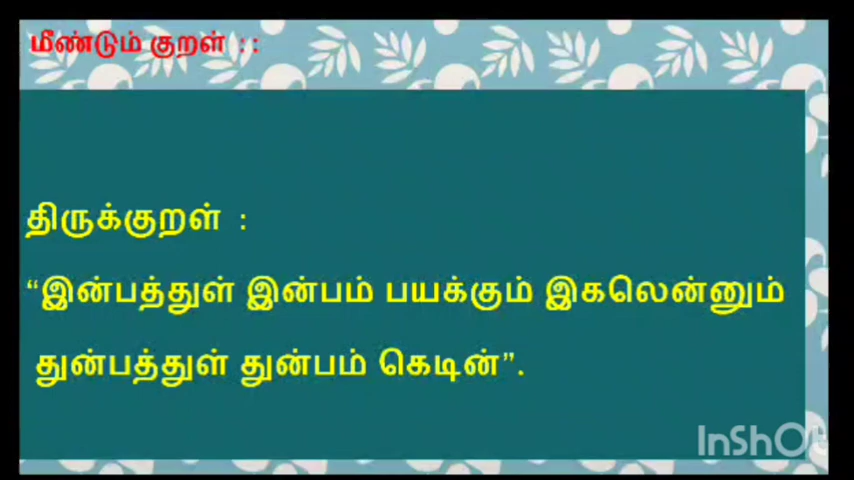 மீண்டும் குறள் : :
திருக்குறள் :
“இன்பத்துள் இன்பம் பயக்கும் இகலென்னும்
துன்பத்துள் துன்பம் கெடின்”.
InShOt